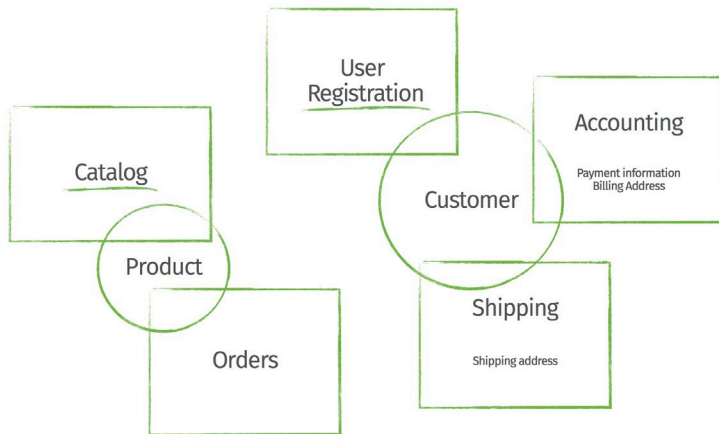 User
Registration
Accounting
Payment information
Billing Address
Catalog
Customer
Product
Shipping
Shipping address
Orders